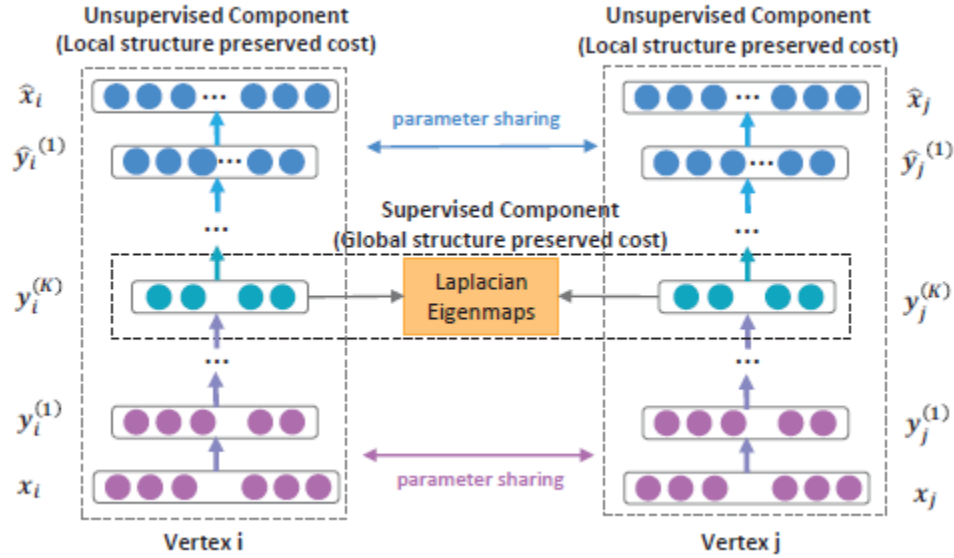 Unsupervised Component
(Local structure preserved cost)
Unsupervised Component
(Local structure preserved cost)
x̂ᵢ
...
parameter sharing
...
x̂ⱼ
ŷᵢ⁽¹⁾
...
...
ŷⱼ⁽¹⁾
...
Supervised Component
(Global structure preserved cost)
...
yᵢ⁽ᴷ⁾
Laplacian
Eigenmaps
yⱼ⁽ᴷ⁾
...
...
yᵢ⁽¹⁾
yⱼ⁽¹⁾
parameter sharing
xᵢ
xⱼ
Vertex i
Vertex j